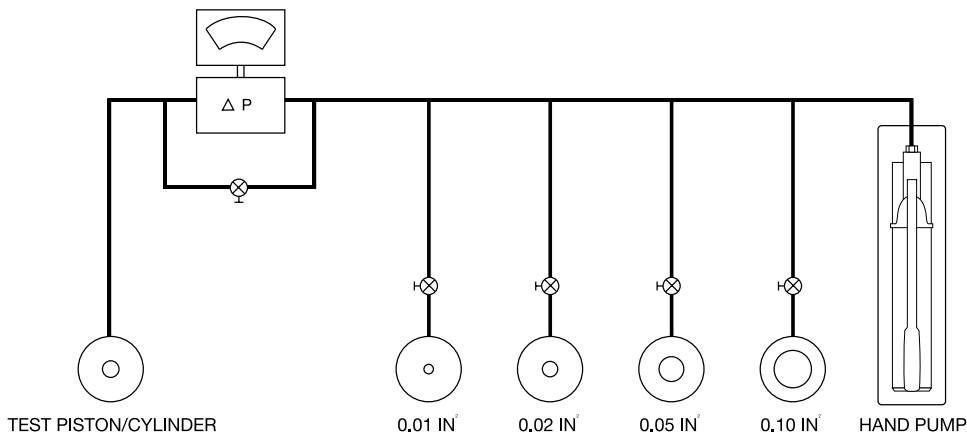 △ P
TEST PISTON/CYLINDER
0.01 IN²
0.02 IN²
0.05 IN²
0.10 IN²
HAND PUMP